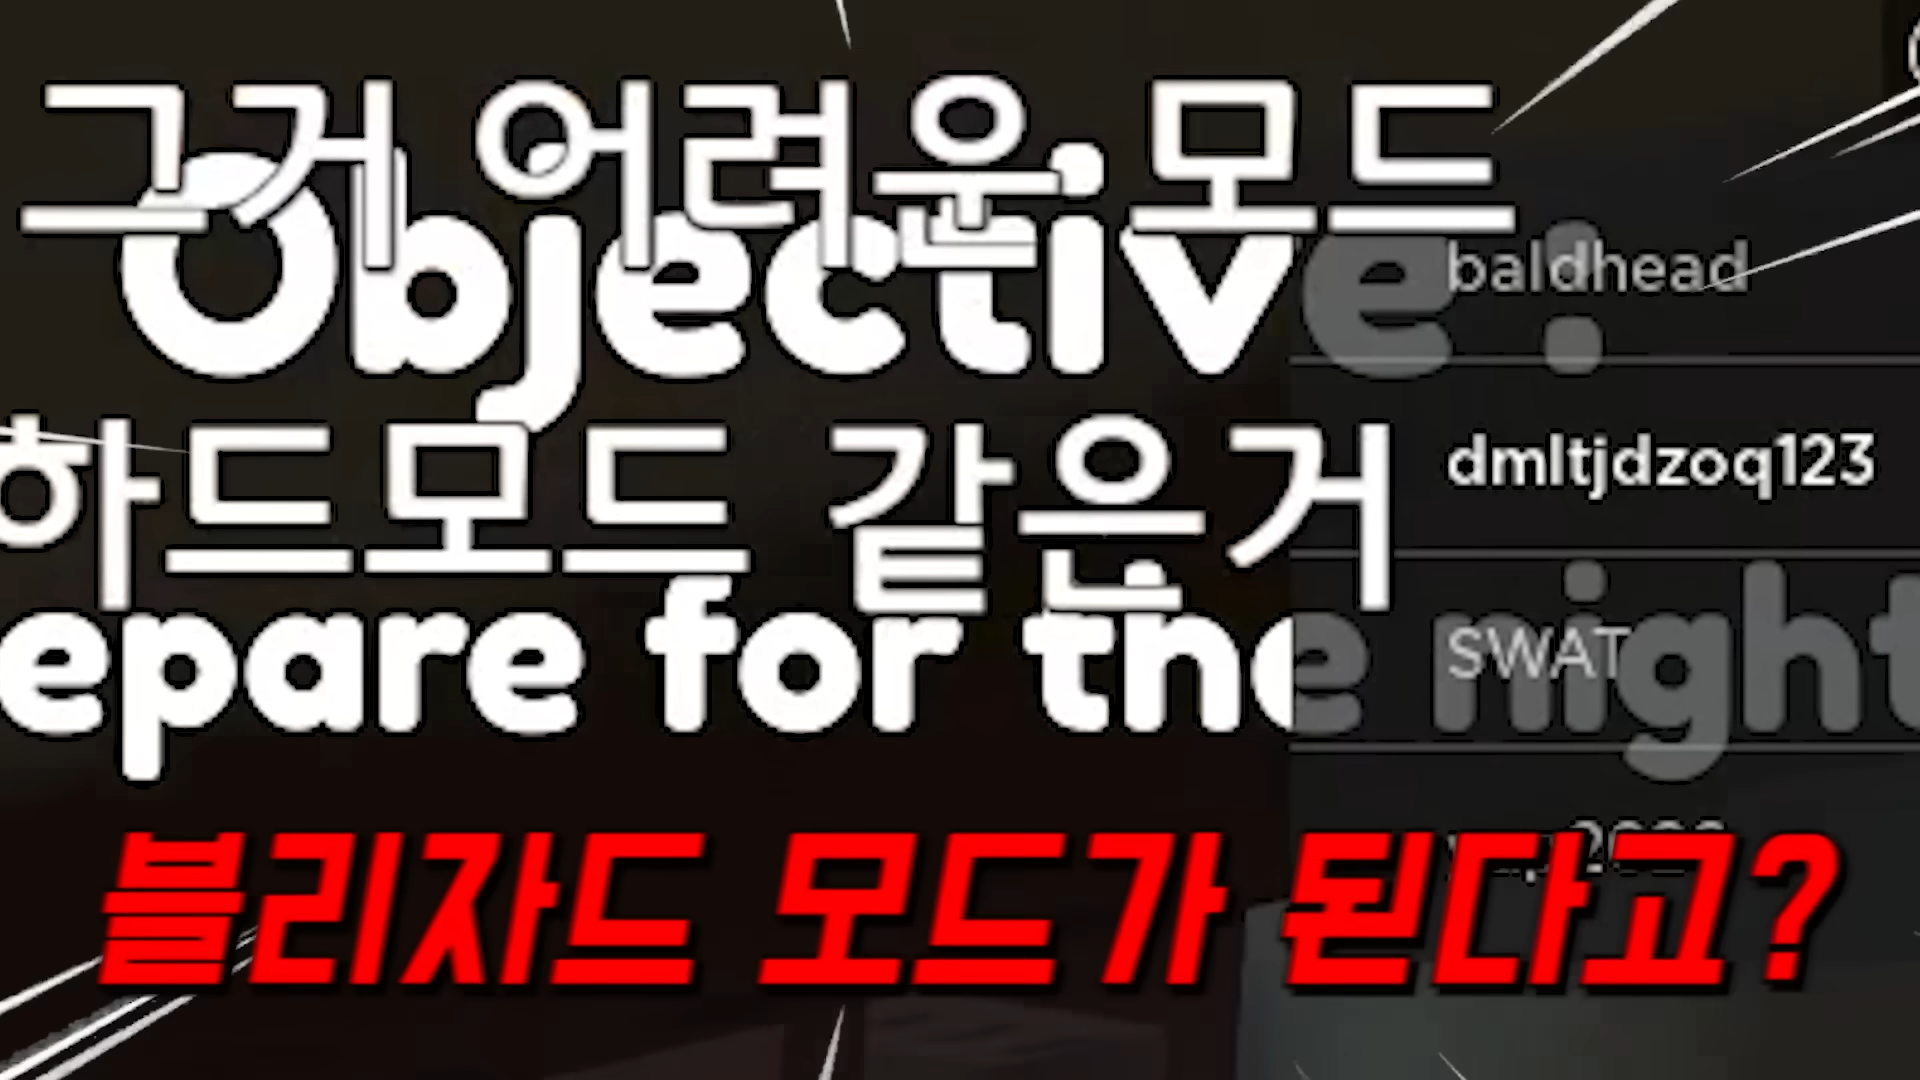 그거 어려운 모드
Objective :
baldhead
하드모드 같은거
dmltjdzoq123
epare for the night
SWAT
블리자드 모드가 된다고?